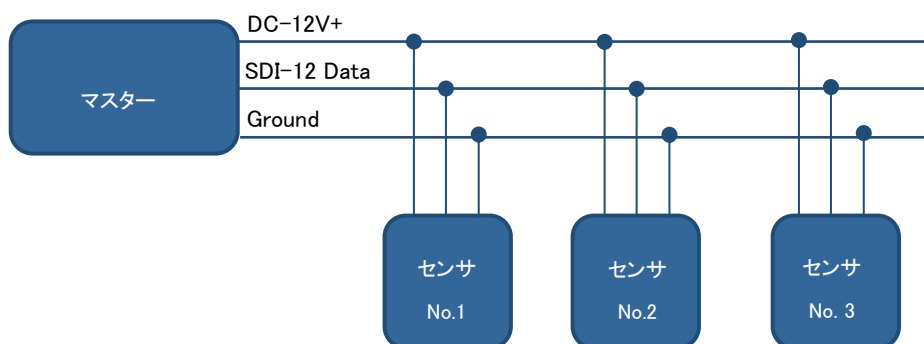 DC-12V+
SDI-12 Data
マスター
Ground
センサ
No.1
センサ
No.2
センサ
No. 3